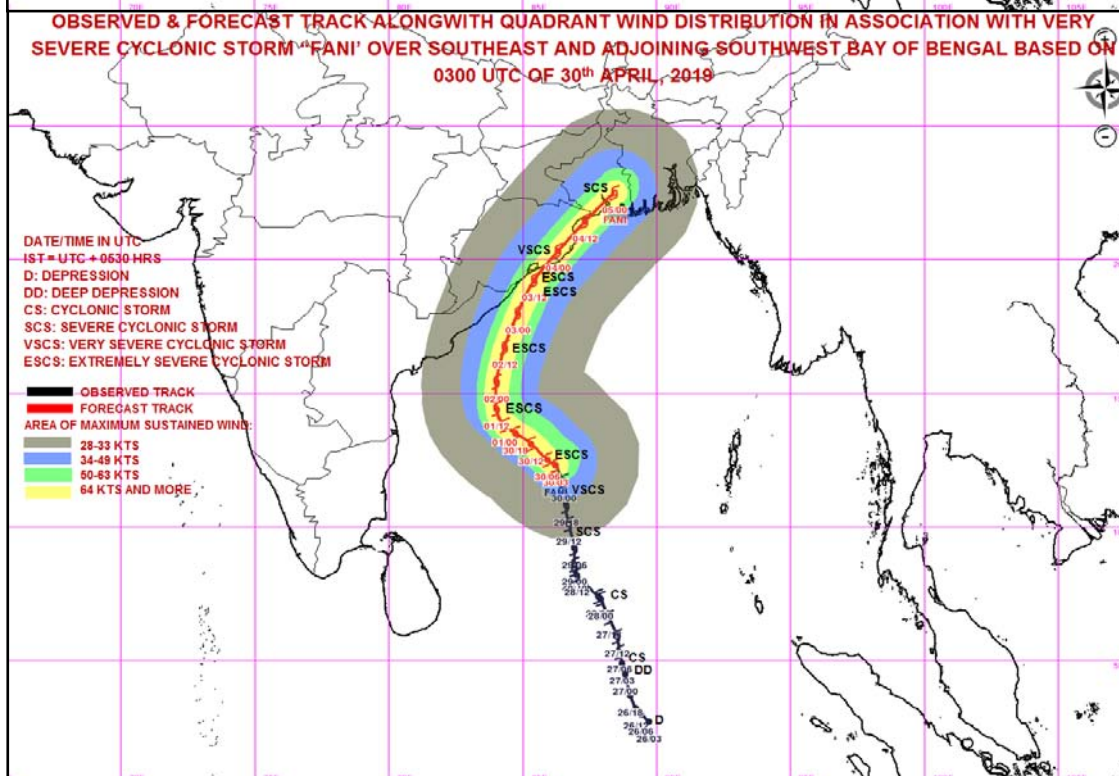 OBSERVED & FORECAST TRACK ALONGWITH QUADRANT WIND DISTRIBUTION IN ASSOCIATION WITH VERY
SEVERE CYCLONIC STORM "FANI' OVER SOUTHEAST AND ADJOINING SOUTHWEST BAY OF BENGAL BASED ON
0300 UTC OF 30th APRIL, 2019
DATE/TIME IN UTC
IST = UTC + 0530 HRS
D: DEPRESSION
DD: DEEP DEPRESSION
CS: CYCLONIC STORM
SCS: SEVERE CYCLONIC STORM
VSCS: VERY SEVERE CYCLONIC STORM
ESCS: EXTREMELY SEVERE CYCLONIC STORM
OBSERVED TRACK
FORECAST TRACK
AREA OF MAXIMUM SUSTAINED WIND:
28-33 KTS
34-49 KTS
50-63 KTS
64 KTS AND MORE
SCS
05/00
FANI
04/12
VSCS
04/00
ESCS
ESCS
03/12
03/00
ESCS
02/12
02/00
ESCS
01/12
01/00
30/18
ESCS
30/12
30/06
VSCS
30/00
29/18
SCS
29/12
29/06
29/00
28/12
CS
28/00
27/12
CS
27/06
DD
27/03
27/00
26/18
D
26/12
26/06
26/03